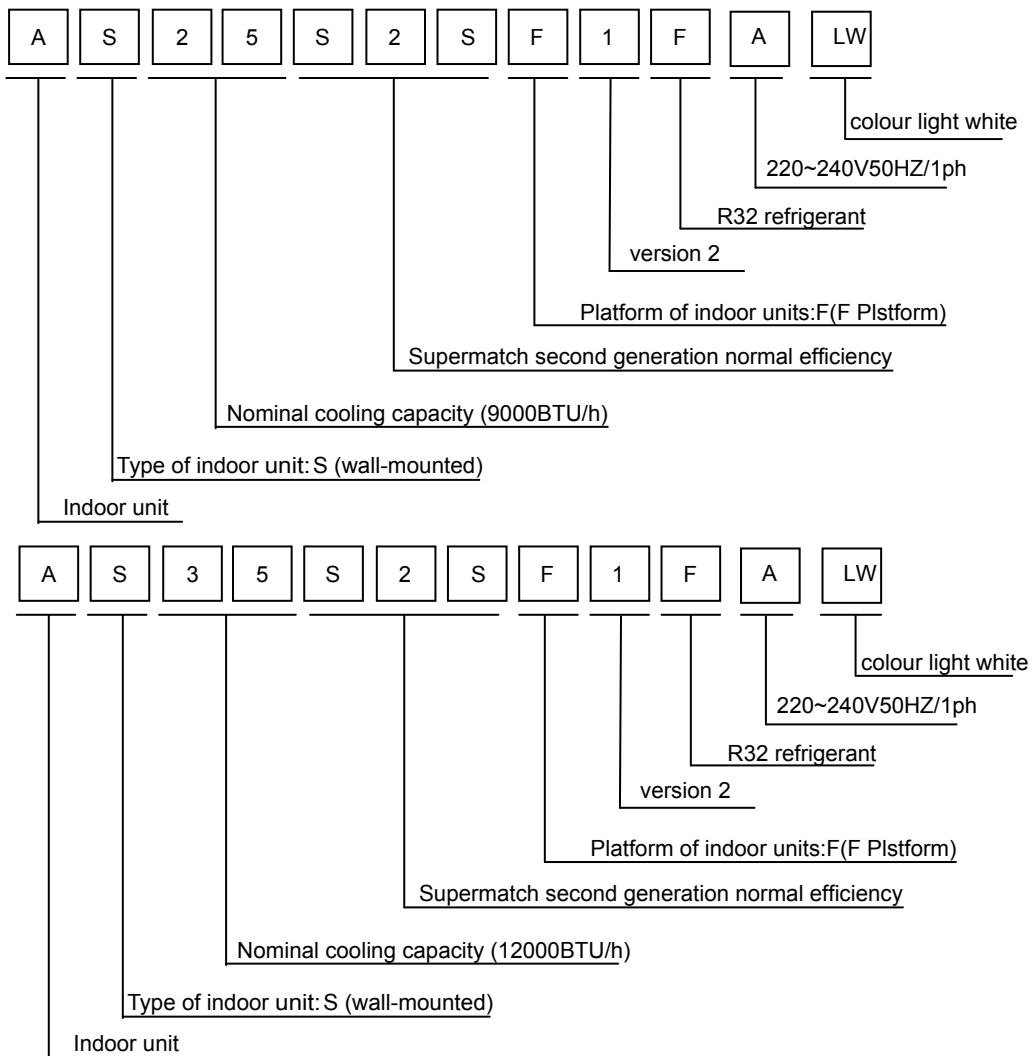 A S 2 5 S 2 S F 1 F A LW
colour light white
220~240V50HZ/1ph
R32 refrigerant
version 2
Platform of indoor units:F(F Plstform)
Supermatch second generation normal efficiency
Nominal cooling capacity (9000BTU/h)
Type of indoor unit: S (wall-mounted)
Indoor unit
A S 3 5 S 2 S F 1 F A LW
colour light white
220~240V50HZ/1ph
R32 refrigerant
version 2
Platform of indoor units:F(F Plstform)
Supermatch second generation normal efficiency
Nominal cooling capacity (12000BTU/h)
Type of indoor unit: S (wall-mounted)
Indoor unit